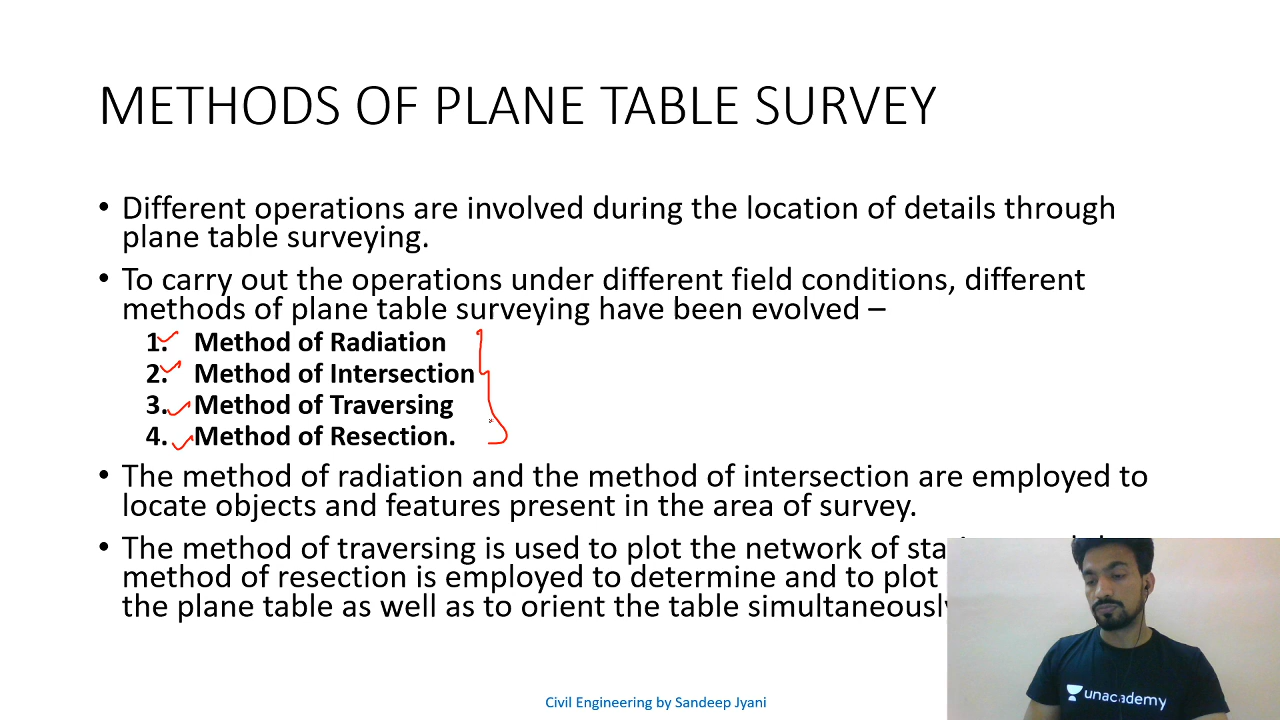 METHODS OF PLANE TABLE SURVEY
• Different operations are involved during the location of details through
plane table surveying.
• To carry out the operations under different field conditions, different
methods of plane table surveying have been evolved –
1. Method of Radiation
2. Method of Intersection
3. Method of Traversing
4. Method of Resection.
• The method of radiation and the method of intersection are employed to
locate objects and features present in the area of survey.
• The method of traversing is used to plot the network of
method of resection is employed to determine and to plot
the plane table as well as to orient the table simultaneously
unacademy
Civil Engineering by Sandeep Jyani